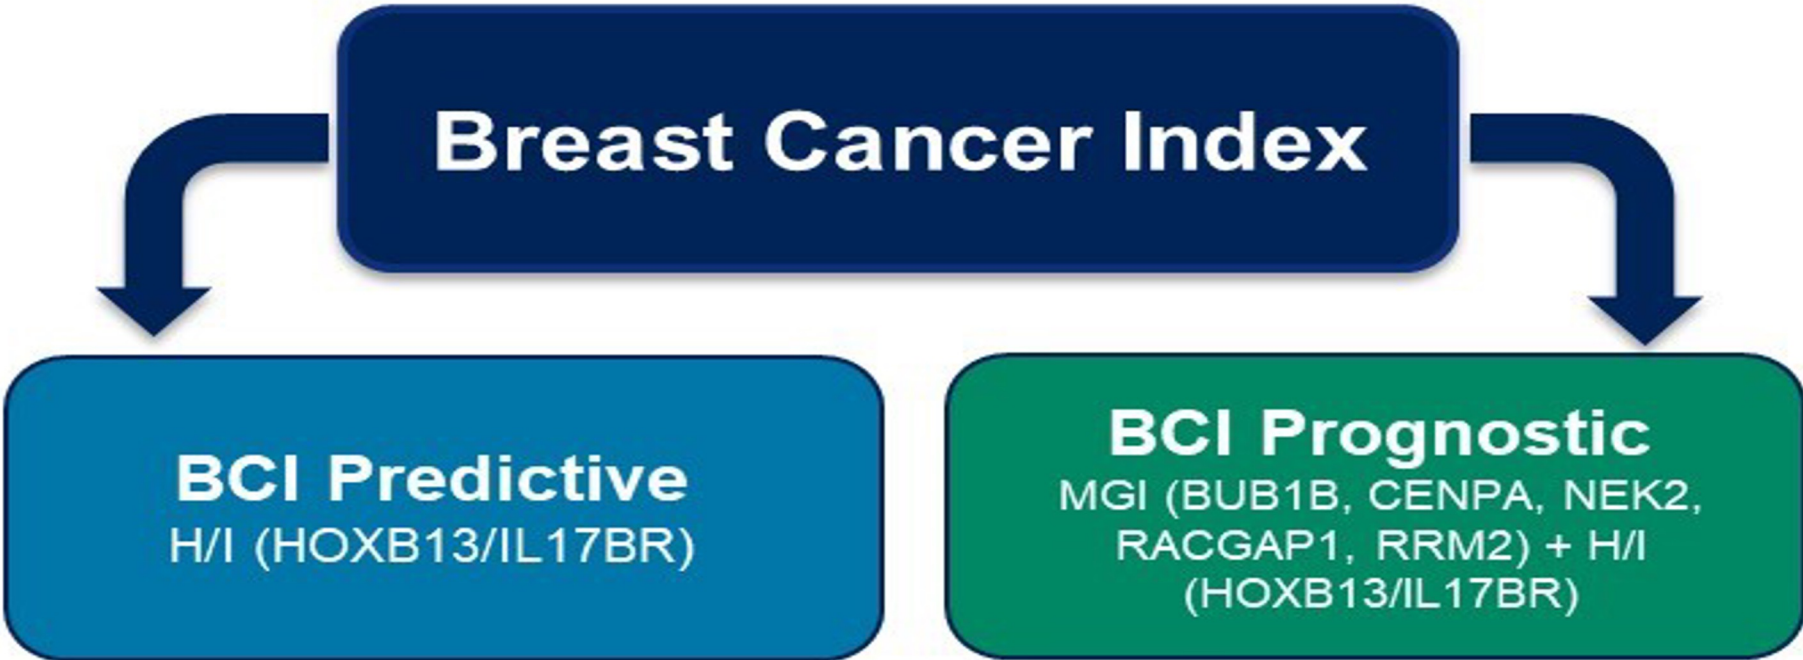 Breast Cancer Index
BCI Predictive
H/I (HOXB13/IL17BR)
BCI Prognostic
MGI (BUB1B, CENPA, NEK2,
RACGAP1, RRM2) + H/I
(HOXB13/IL17BR)